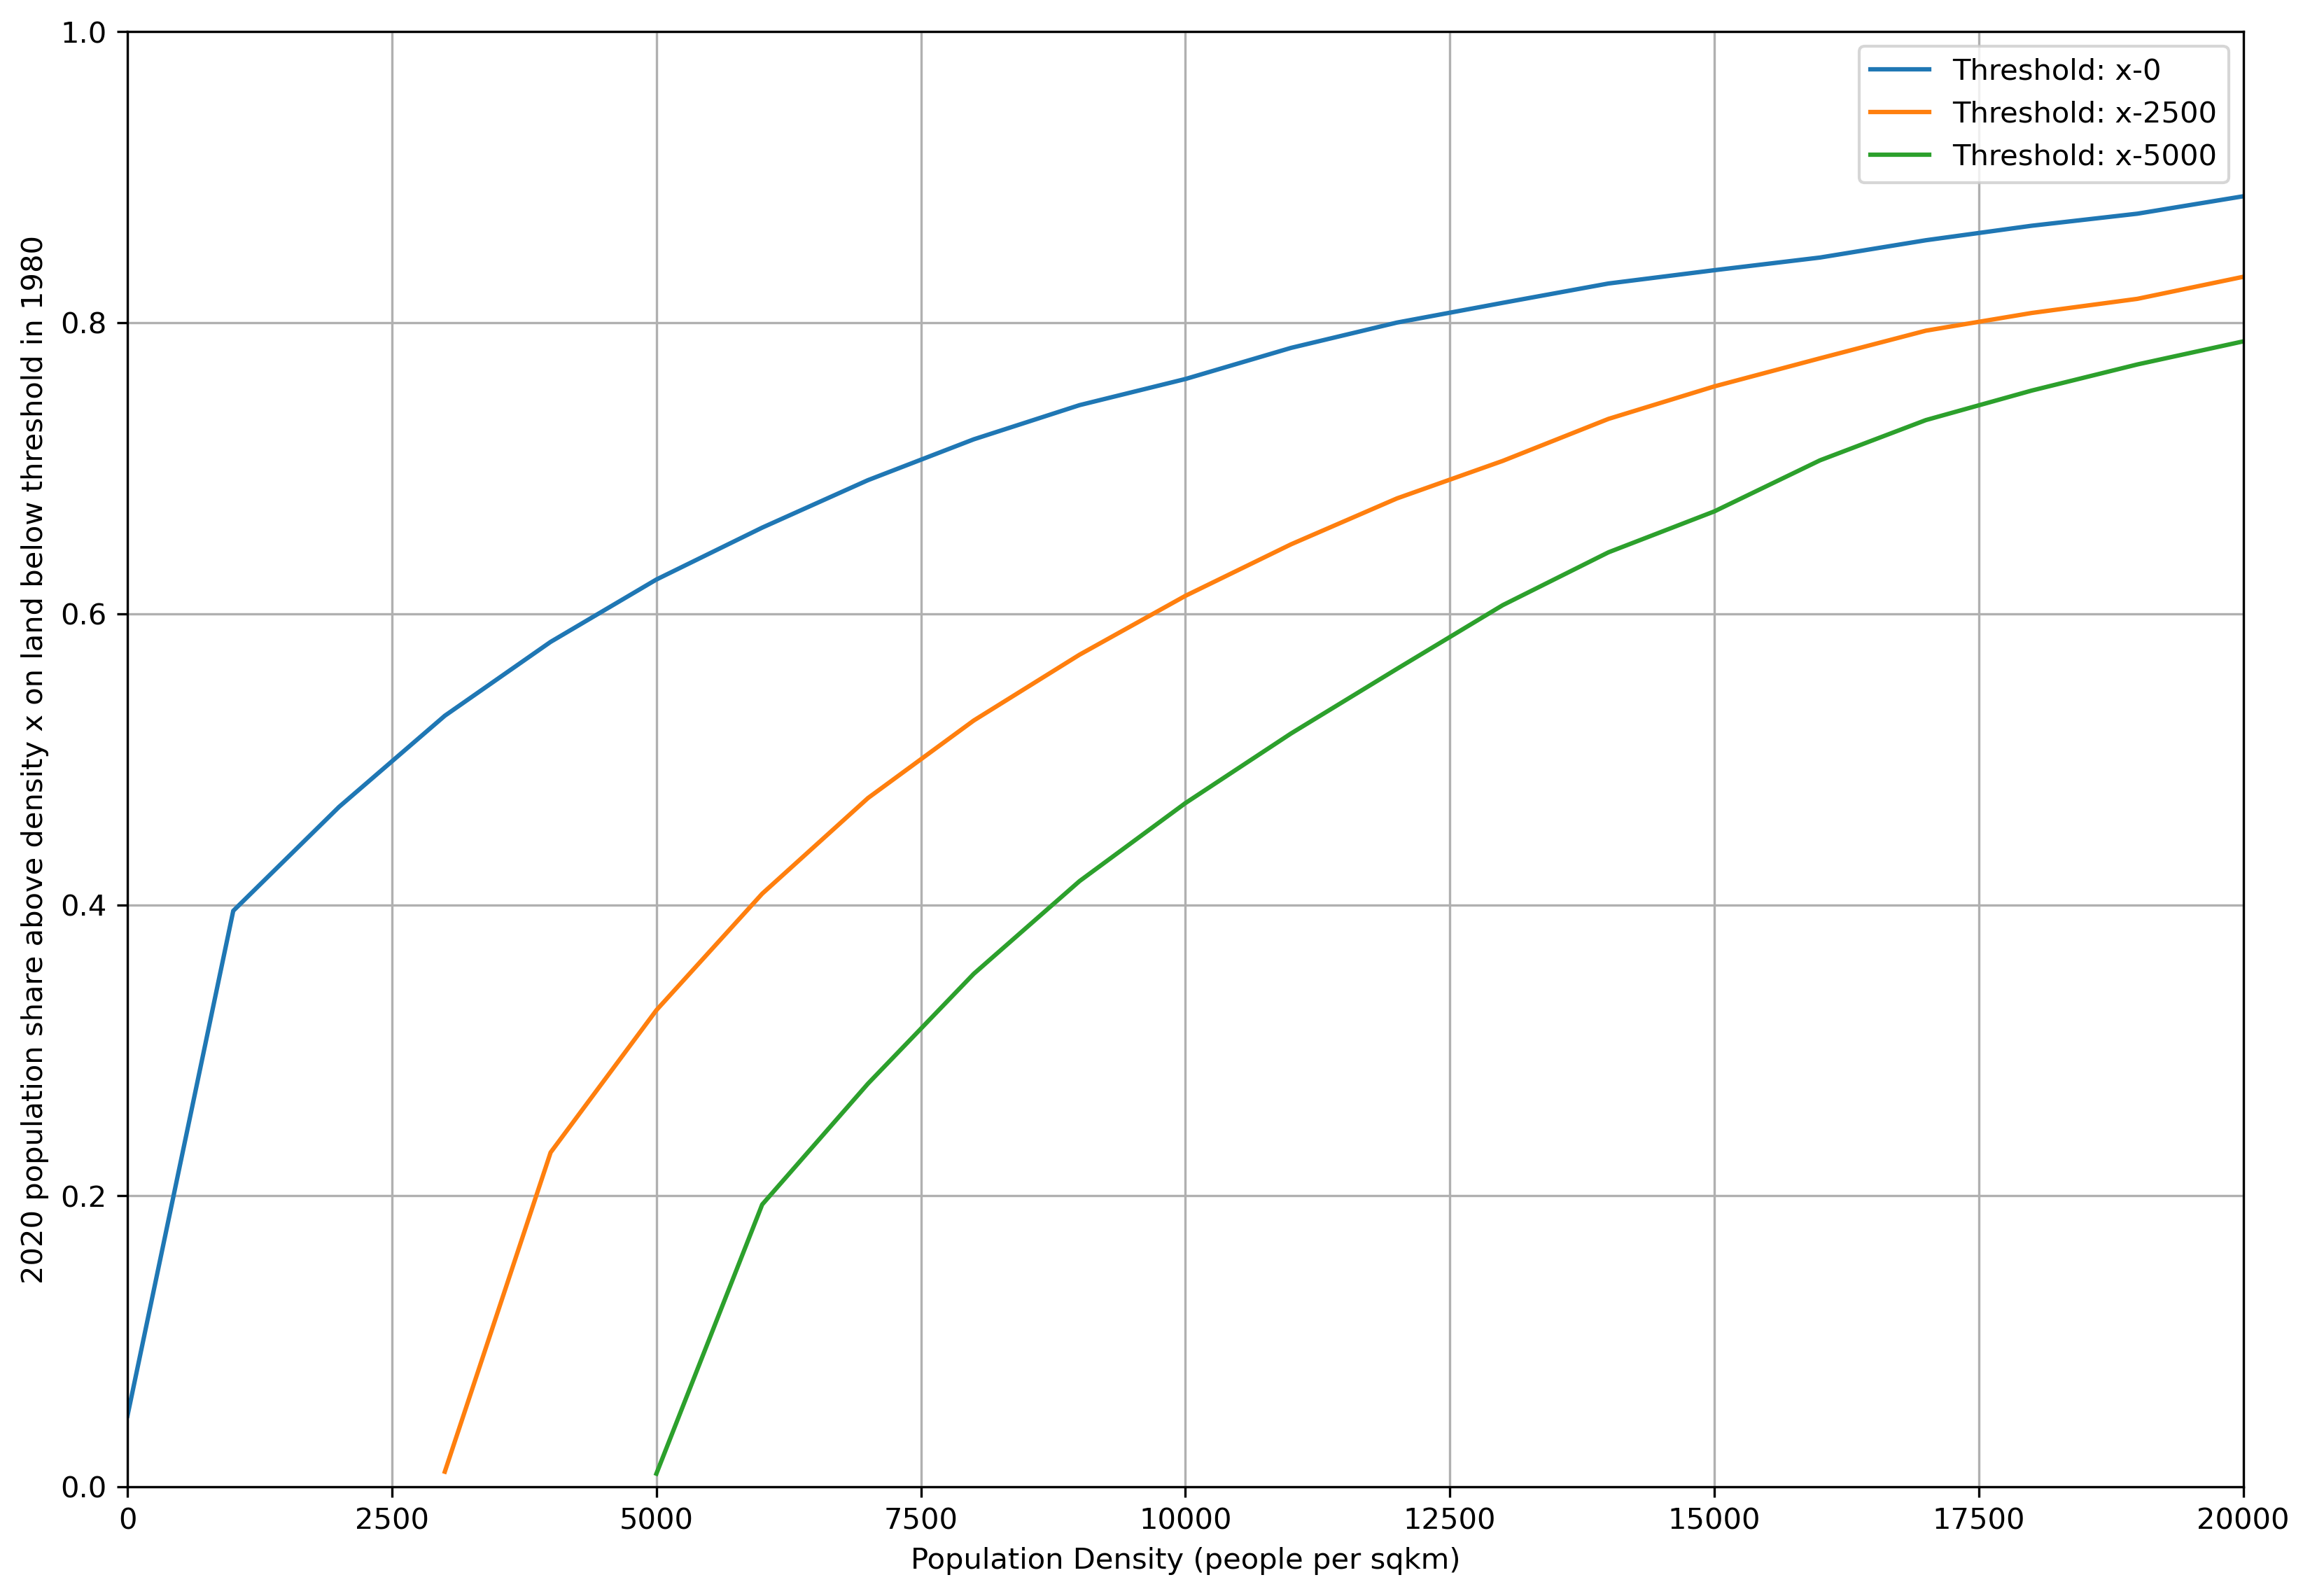 2020 population share above density x on land below threshold in 1980
1.0
0.8
0.6
0.4
0.2
0.0
Threshold: x-0
Threshold: x-2500
Threshold: x-5000
0 2500 5000 7500 10000 12500 15000 17500 20000
Population Density (people per sqkm)